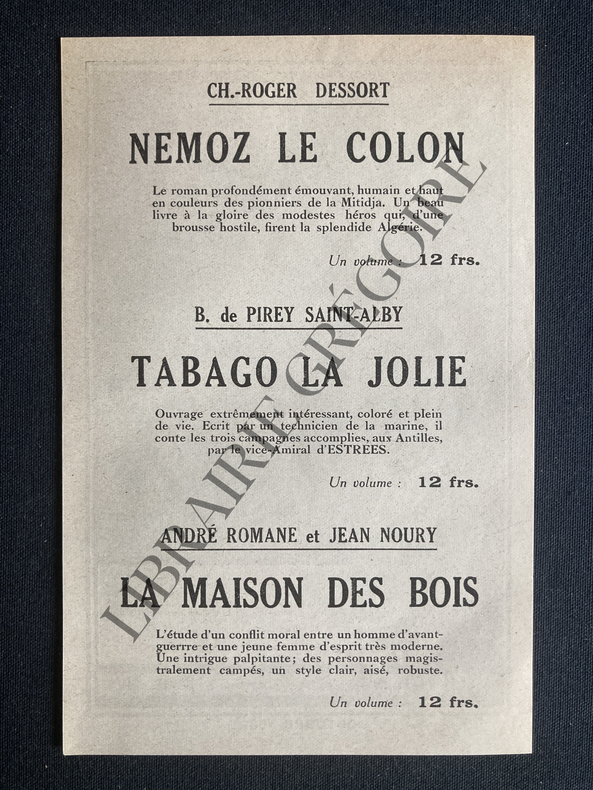 CH.-ROGER DESSORT
NEMOZ LE COLON
Le roman profondément émouvant, humain et haut
en couleurs des pionniers de la Mitidja. Un beau
livre à la gloire des modestes héros qui, d'une
brousse hostile, firent la splendide Algérie.
Un volume : 12 frs.
B. de PIREY SAINT-ALBY
TABAGO LA JOLIE
Ouvrage extrêmement intéressant, coloré et plein
de vie. Ecrit par un technicien de la marine, il
conte les trois campagnes accomplies, aux Antilles,
par le vice-Amiral d'ESTREES.
Un volume : 12 frs.
ANDRÉ ROMANE et JEAN NOURY
LA MAISON DES BOIS
L'étude d'un conflit moral entre un homme d'avant-
guerrre et une jeune femme d'esprit très moderne.
Une intrigue palpitante ; des personnages magis-
tralement campés, un style clair, aisé, robuste.
Un volume : 12 frs.
LIBRAIRIE GRÉGOIRE